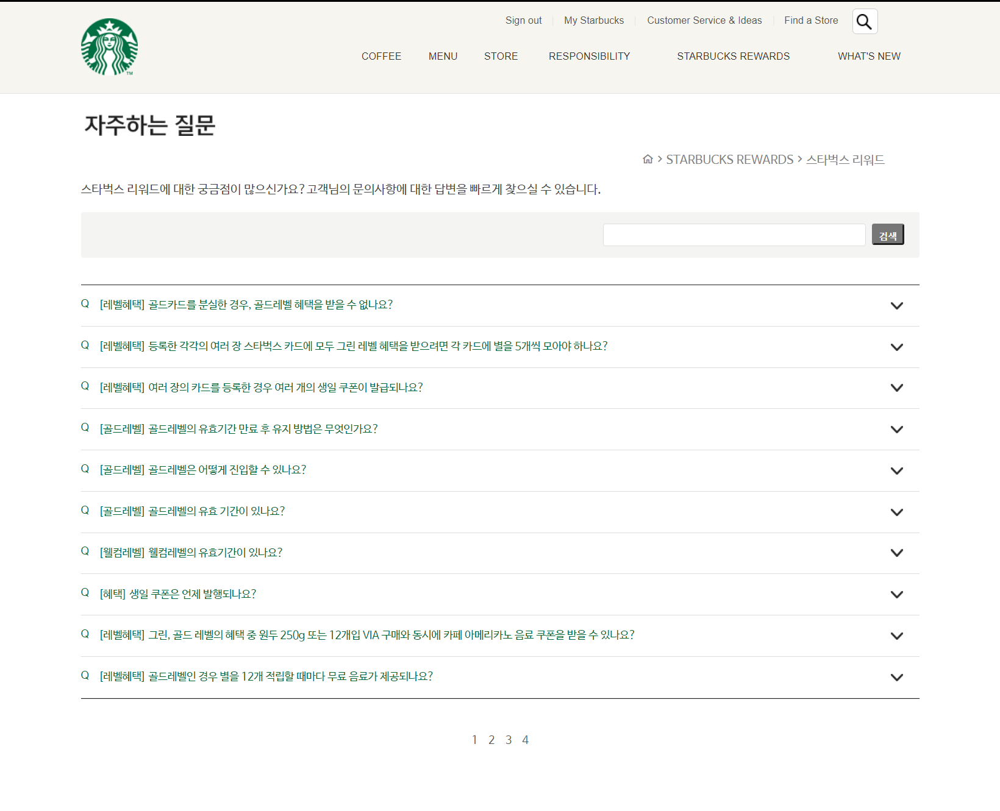 Sign out
My Starbucks
Customer Service & Ideas
Find a Store
COFFEE
MENU
STORE
RESPONSIBILITY
STARBUCKS REWARDS
WHAT'S NEW
TM
자주하는 질문
STARBUCKS REWARDS > 스타벅스 리워드
스타벅스 리워드에 대한 궁금점이 많으신가요? 고객님의 문의사항에 대한 답변을 빠르게 찾으실 수 있습니다.
검색
Q [레벨혜택] 골드카드를 분실한 경우, 골드레벨 혜택을 받을 수 없나요?
Q [레벨혜택] 등록한 각각의 여러 장 스타벅스 카드에 모두 그린 레벨 혜택을 받으려면 각 카드에 별을 5개씩 모아야 하나요?
Q [레벨혜택] 여러 장의 카드를 등록한 경우 여러 개의 생일 쿠폰이 발급되나요?
Q [골드레벨] 골드레벨의 유효기간 만료 후 유지 방법은 무엇인가요?
Q [골드레벨] 골드레벨은 어떻게 진입할 수 있나요?
Q [골드레벨] 골드레벨의 유효 기간이 있나요?
Q [웰컴레벨] 웰컴레벨의 유효기간이 있나요?
Q [혜택] 생일 쿠폰은 언제 발행되나요?
Q [레벨혜택] 그린, 골드 레벨의 혜택 중 원두 250g 또는 12개입 VIA 구매와 동시에 카페 아메리카노 음료 쿠폰을 받을 수 있나요?
Q [레벨혜택] 골드레벨인 경우 별을 12개 적립할 때마다 무료 음료가 제공되나요?
1 2 3 4